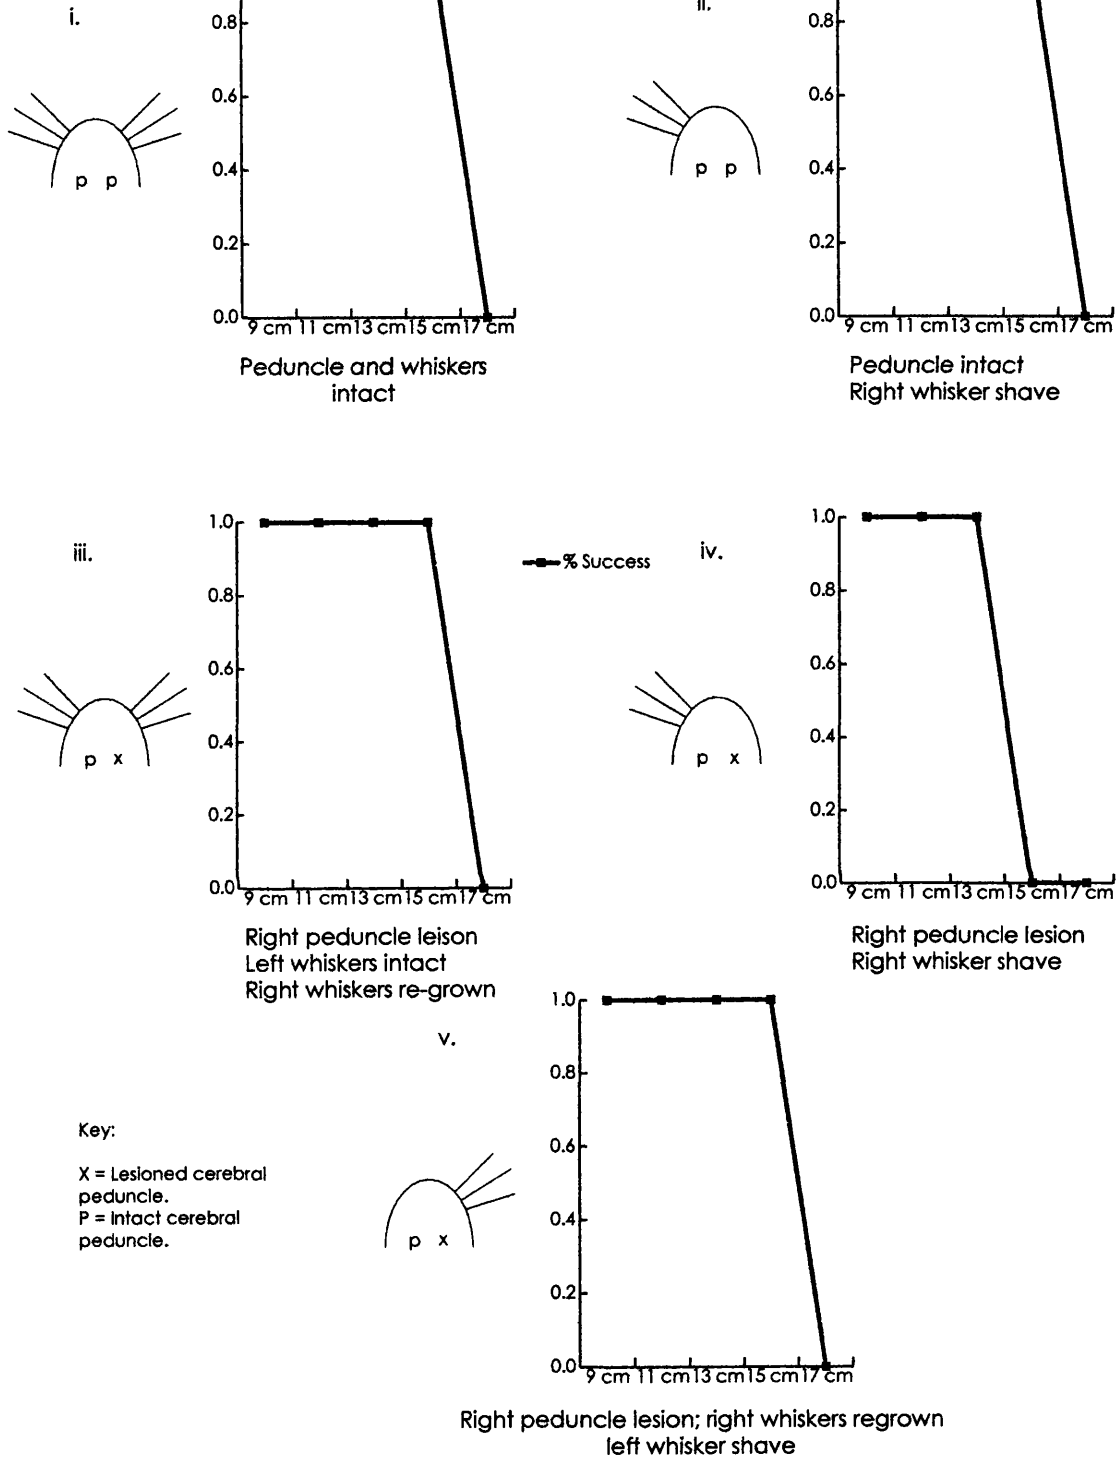 i.
0.8
0.6
0.4
0.2
0.0
9 cm 11 cm 13 cm 15 cm 17 cm
p p
Peduncle and whiskers
intact
ii.
0.8
0.6
0.4
0.2
0.0
9 cm 11 cm 13 cm 15 cm 17 cm
p p
Peduncle intact
Right whisker shave
iii.
1.0
0.8
0.6
0.4
0.2
0.0
9 cm 11 cm 13 cm 15 cm 17 cm
p x
% Success
Right peduncle leison
Left whiskers intact
Right whiskers re-grown
iv.
1.0
0.8
0.6
0.4
0.2
0.0
9 cm 11 cm 13 cm 15 cm 17 cm
p x
Right peduncle lesion
Right whisker shave
v.
1.0
0.8
0.6
0.4
0.2
0.0
9 cm 11 cm 13 cm 15 cm 17 cm
p x
Key:
X = Lesioned cerebral
peduncle.
P = Intact cerebral
peduncle.
Right peduncle lesion; right whiskers regrown
left whisker shave